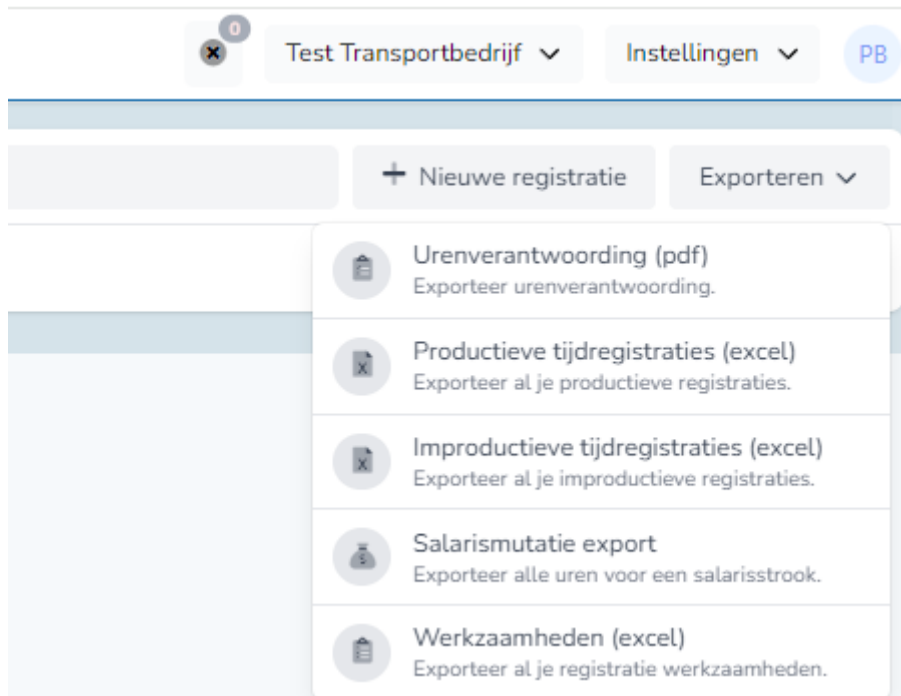 0
Test Transportbedrijf
Instellingen
PB
+ Nieuwe registratie
Exporteren
Urenverantwoording (pdf)
Exporteer urenverantwoording.
Productieve tijdregistraties (excel)
Exporteer al je productieve registraties.
Improductieve tijdregistraties (excel)
Exporteer al je improductieve registraties.
Salarismutatie export
Exporteer alle uren voor een salarisstrook.
Werkzaamheden (excel)
Exporteer al je registratie werkzaamheden.